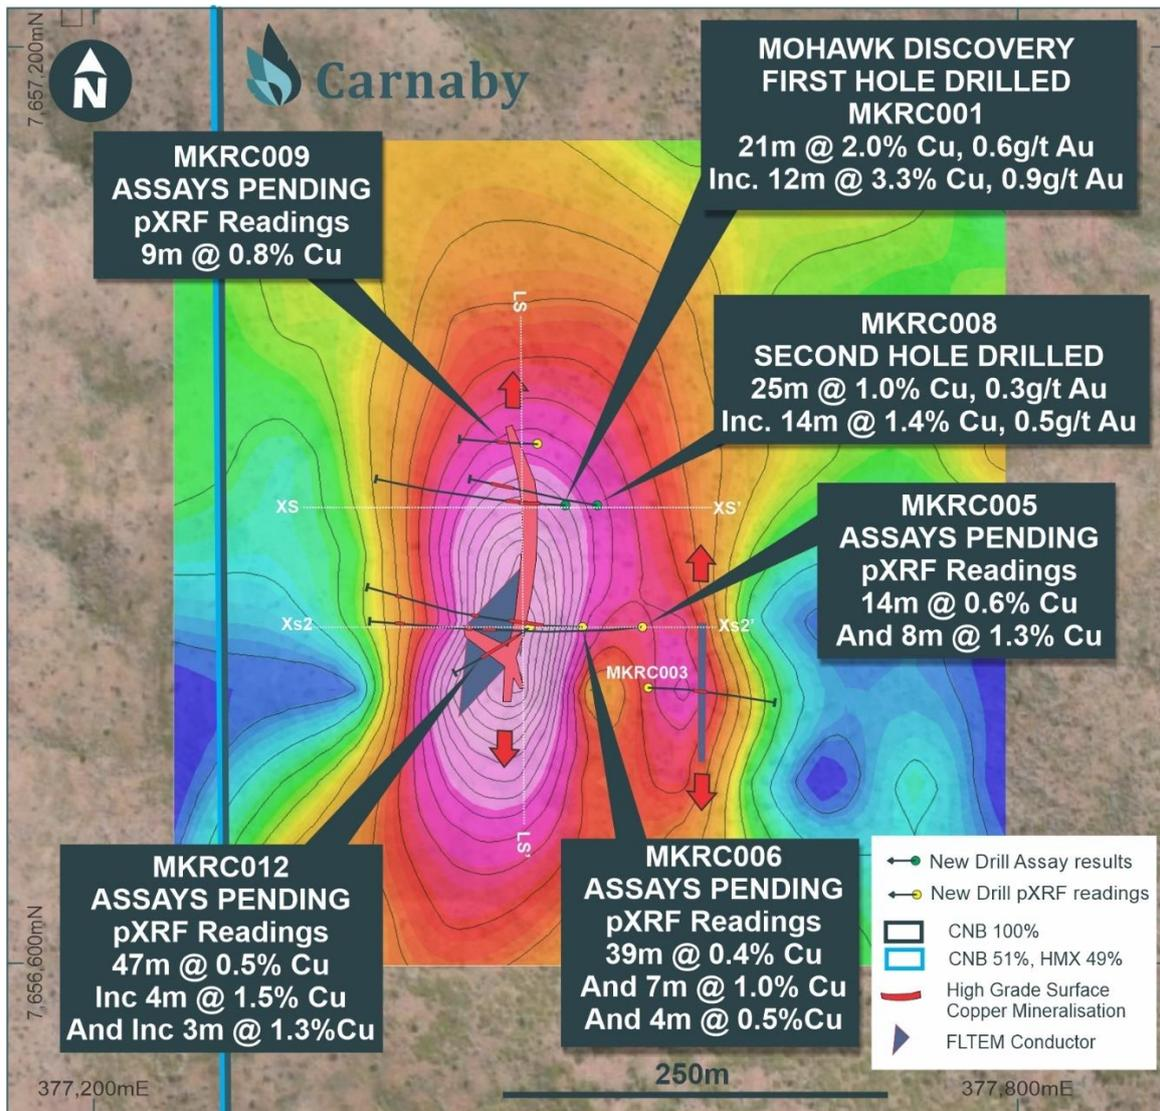 7,657,200mN
N
Carnaby
MOHAWK DISCOVERY
FIRST HOLE DRILLED
MKRC001
21m @ 2.0% Cu, 0.6g/t Au
Inc. 12m @ 3.3% Cu, 0.9g/t Au
MKRC009
ASSAYS PENDING
pXRF Readings
9m @ 0.8% Cu
MKRC008
SECOND HOLE DRILLED
25m @ 1.0% Cu, 0.3g/t Au
Inc. 14m @ 1.4% Cu, 0.5g/t Au
LS
XS
XS'
MKRC005
ASSAYS PENDING
pXRF Readings
14m @ 0.6% Cu
And 8m @ 1.3% Cu
Xs2
Xs2'
MKRC003
LS'
MKRC012
ASSAYS PENDING
pXRF Readings
47m @ 0.5% Cu
Inc 4m @ 1.5% Cu
And Inc 3m @ 1.3%Cu
MKRC006
ASSAYS PENDING
pXRF Readings
39m @ 0.4% Cu
And 7m @ 1.0% Cu
And 4m @ 0.5%Cu
New Drill Assay results
New Drill pXRF readings
CNB 100%
CNB 51%, HMX 49%
High Grade Surface
Copper Mineralisation
FLTEM Conductor
7,656,600mN
377,200mE
250m
377,800mE